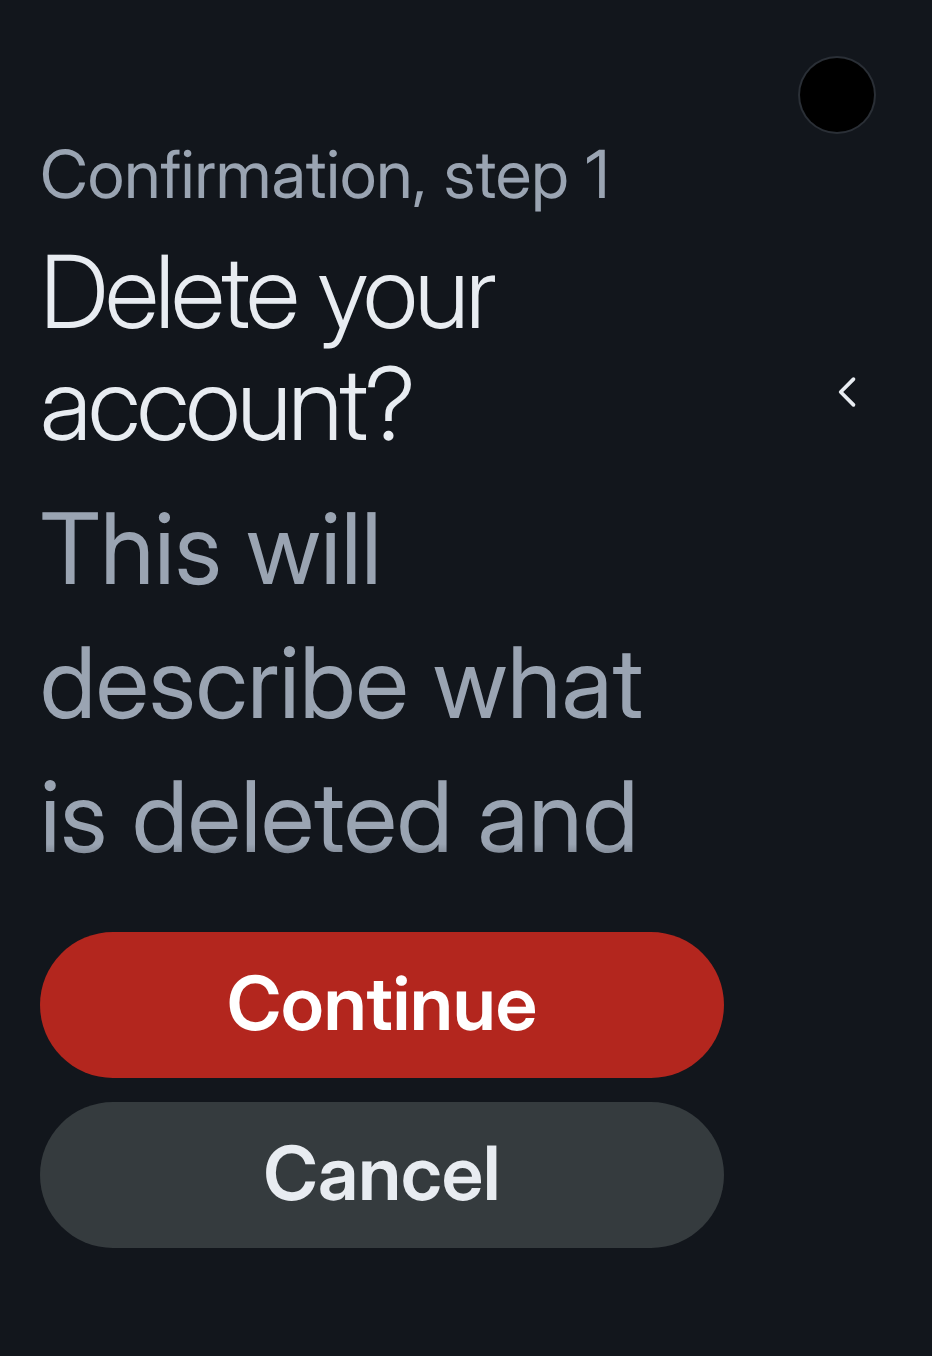 Confirmation, step 1
Delete your
account?
This will
describe what
is deleted and
Continue
Cancel